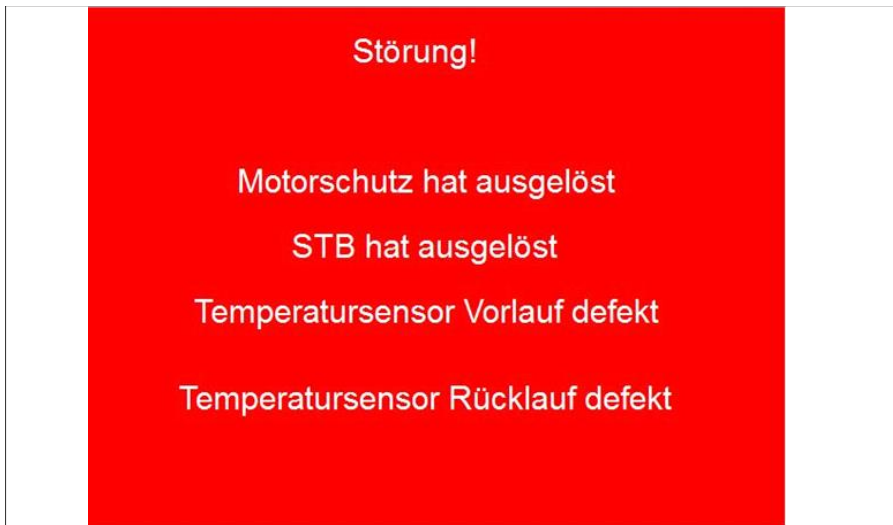 Störung!
Motorschutz hat ausgelöst
STB hat ausgelöst
Temperatursensor Vorlauf defekt
Temperatursensor Rücklauf defekt